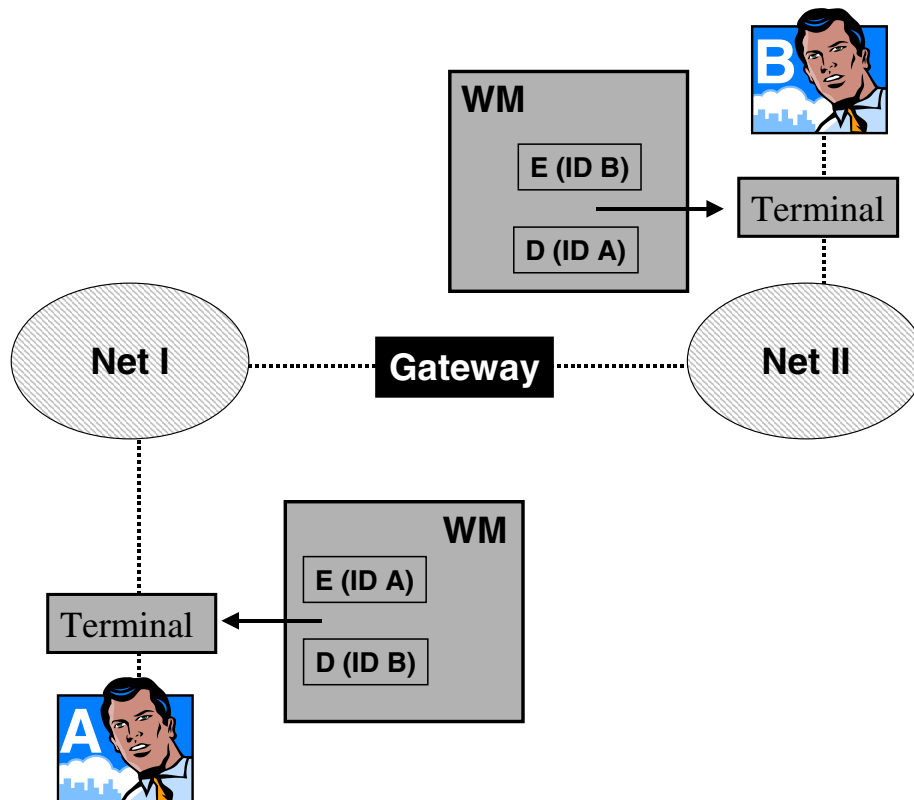 B
WM
E (ID B)
Terminal
D (ID A)
Net I
Gateway
Net II
WM
E (ID A)
Terminal
D (ID B)
A